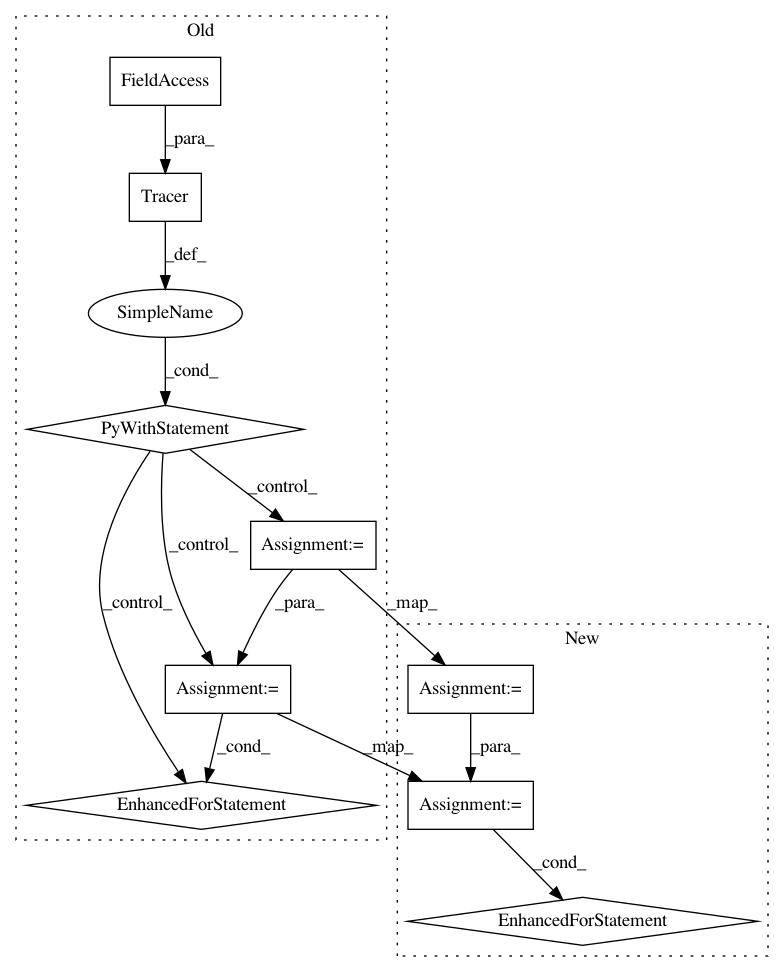 Old
FieldAccess
_para_
Tracer
_def_
SimpleName
_cond_
PyWithStatement
_control_
Assignment:=
_control_
_control_
_para_
_map_
New
Assignment:=
Assignment:=
_cond_
_map_
_para_
EnhancedForStatement
Assignment:=
_cond_
EnhancedForStatement